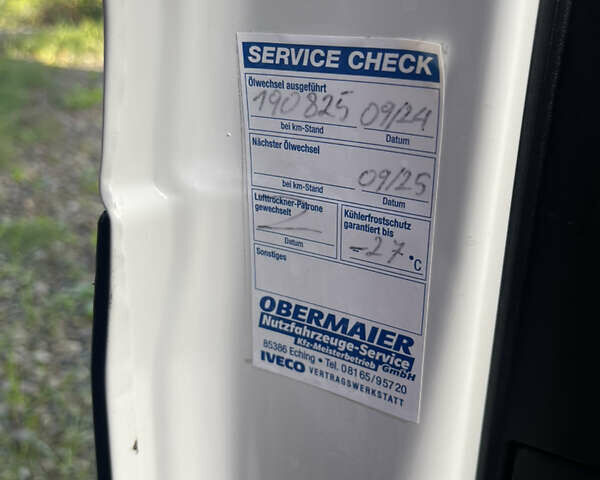 SERVICE CHECK
Ölwechsel ausgeführt
190825 09/24
bei km-Stand Datum
Nächster Ölwechsel
09/25
bei km-Stand Datum
Lufttrockner-Patrone
gewechselt
Datum
Kühlerfrostschutz
garantiert bis
-27 °C
Sonstiges
OBERMAIER
Nutzfahrzeuge-Service
Kfz-Meisterbetrieb GmbH
85386 Eching • Tel. 08165/95720
IVECO VERTRAGSWERKSTATT